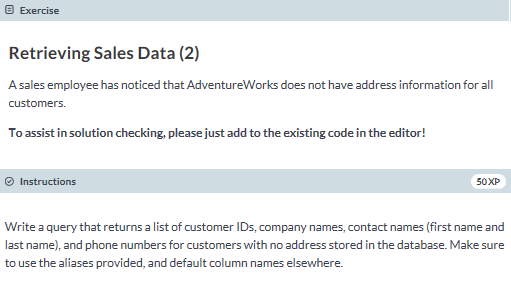 Exercise
Retrieving Sales Data (2)
A sales employee has noticed that AdventureWorks does not have address information for all
customers.
To assist in solution checking, please just add to the existing code in the editor!
Instructions
50 XP
Write a query that returns a list of customer IDs, company names, contact names (first name and
last name), and phone numbers for customers with no address stored in the database. Make sure
to use the aliases provided, and default column names elsewhere.